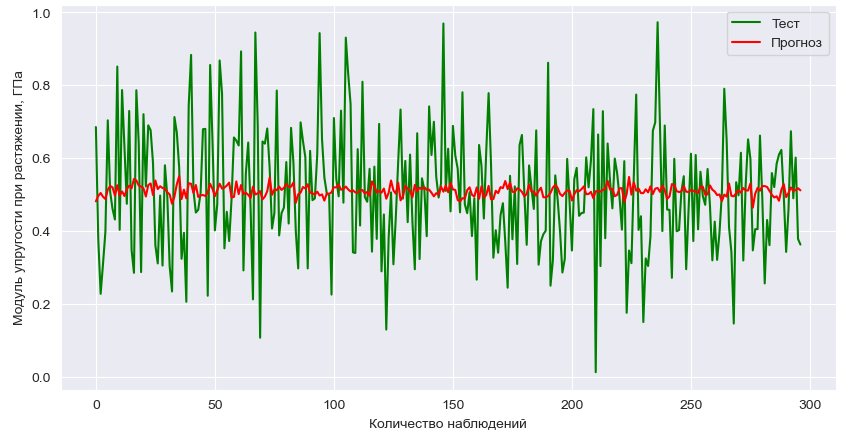 Тест
Прогноз
Модуль упругости при растяжении, ГПа
1.0
0.8
0.6
0.4
0.2
0.0
0 50 100 150 200 250 300
Количество наблюдений